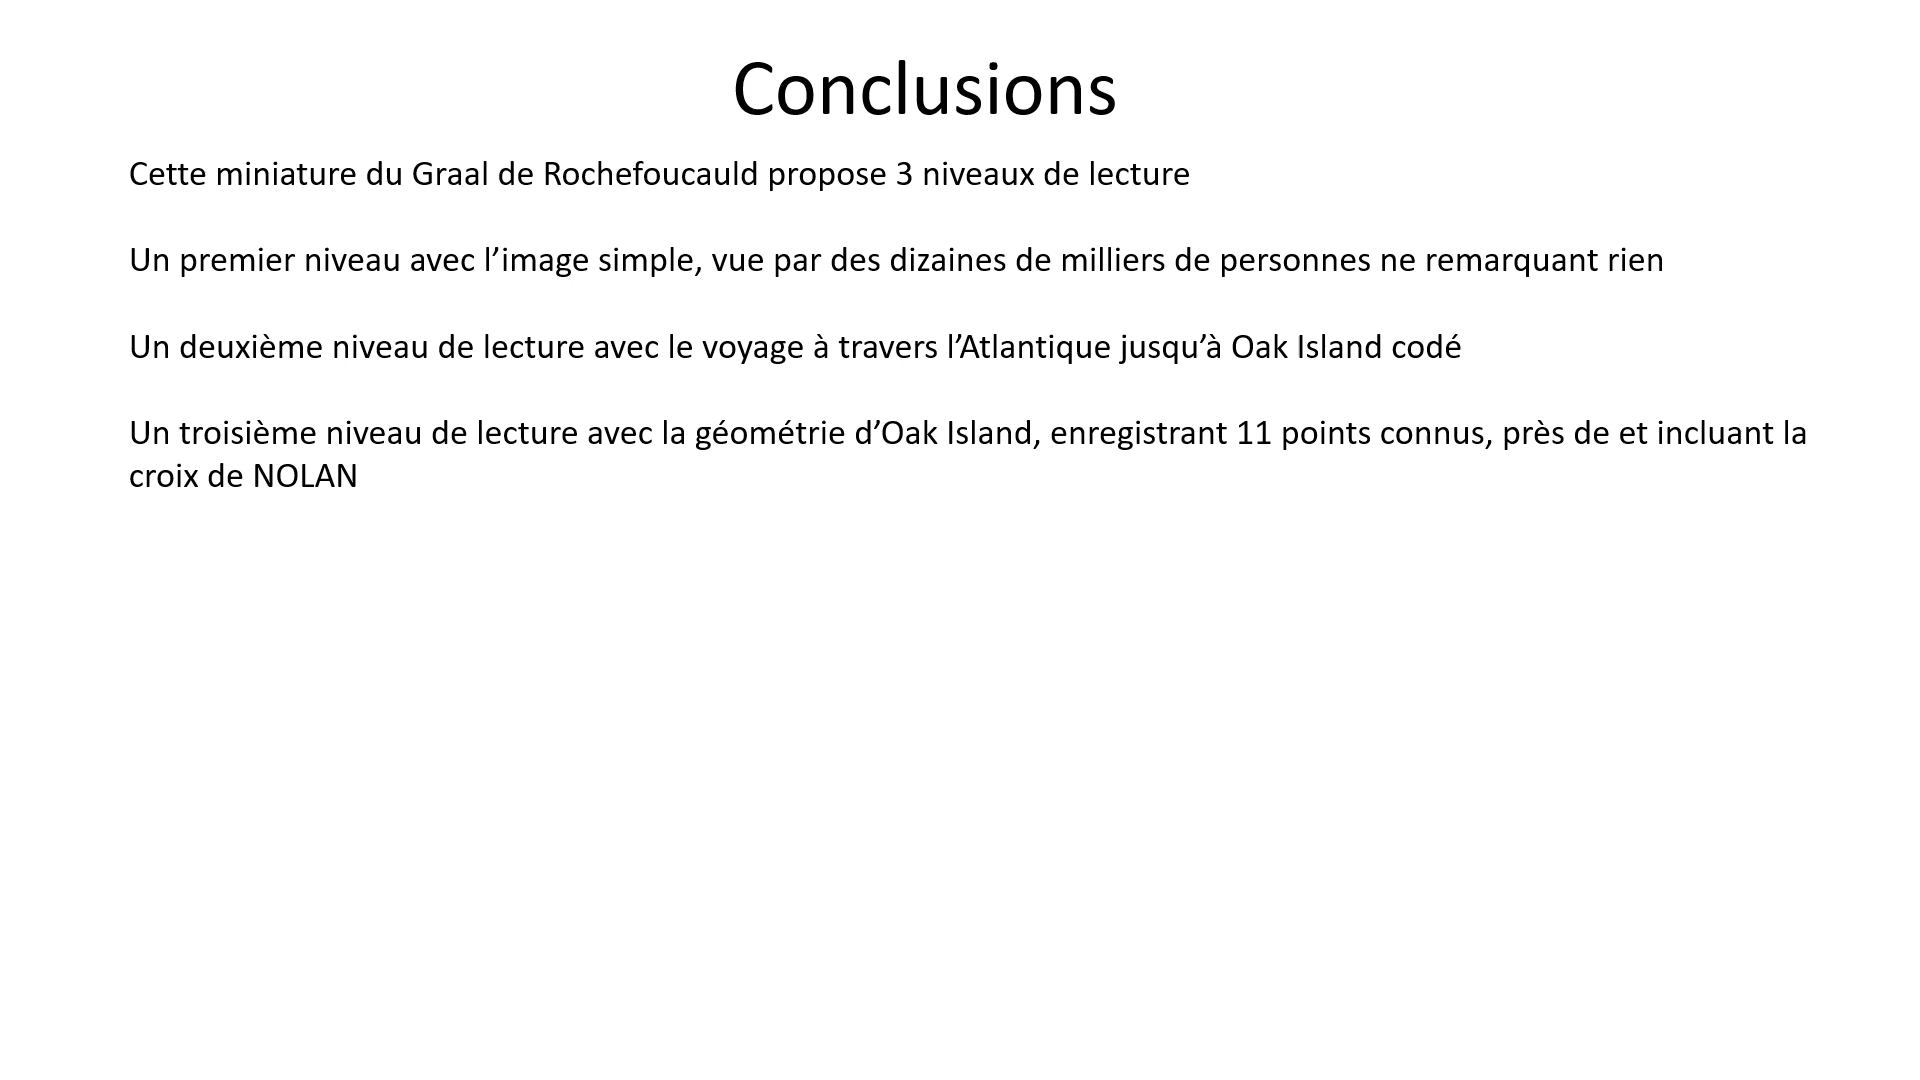 Conclusions
Cette miniature du Graal de Rochefoucauld propose 3 niveaux de lecture
Un premier niveau avec l’image simple, vue par des dizaines de milliers de personnes ne remarquant rien
Un deuxième niveau de lecture avec le voyage à travers l’Atlantique jusqu’à Oak Island codé
Un troisième niveau de lecture avec la géométrie d’Oak Island, enregistrant 11 points connus, près de et incluant la
croix de NOLAN